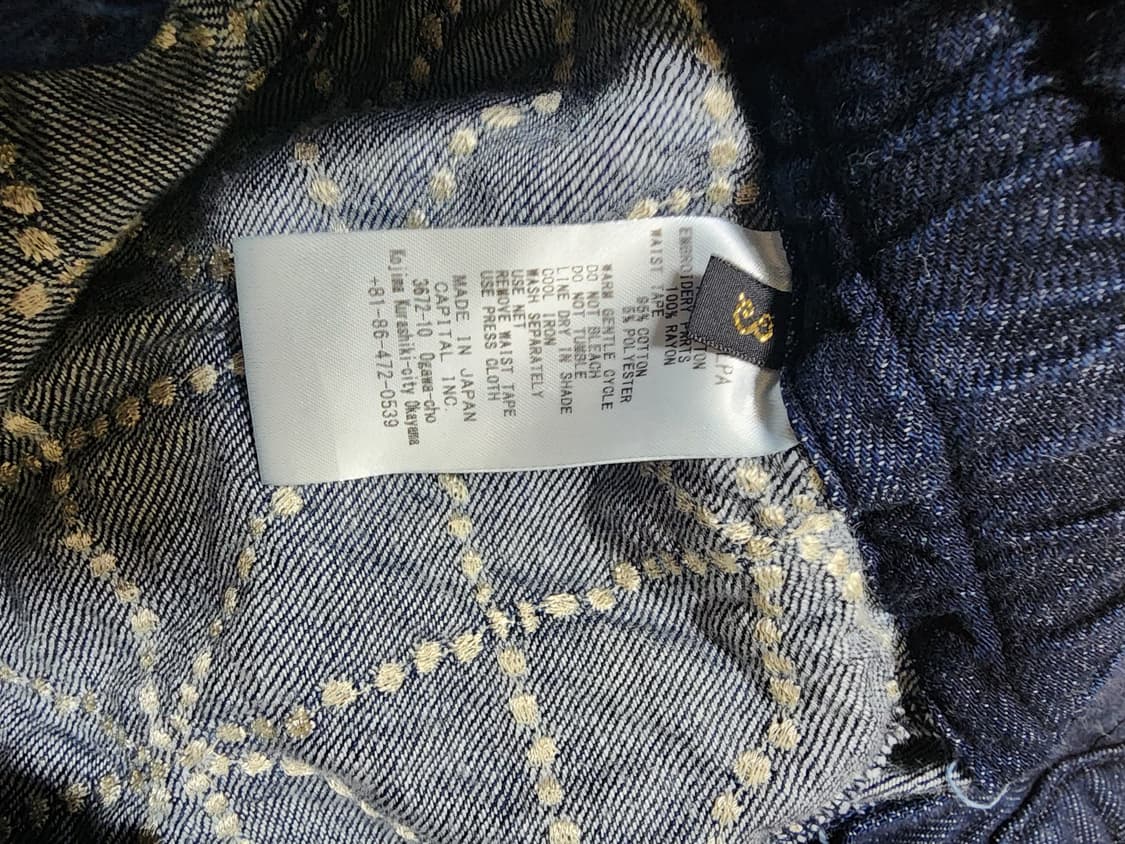 EMBROIDERY PARTS
100% RAYON
WAIST TAPE
95% COTTON
5% POLYESTER
WARM GENTLE CYCLE
DO NOT BLEACH
DO NOT TUMBLE
LINE DRY IN SHADE
COOL IRON
WASH SEPARATELY
USE NET
REMOVE WAIST TAPE
USE PRESS CLOTH
MADE IN JAPAN
CAPITAL INC
3672-10 Ogawa-cho
Kojima Kurashiki-city Okayama
+81-86-472-0539